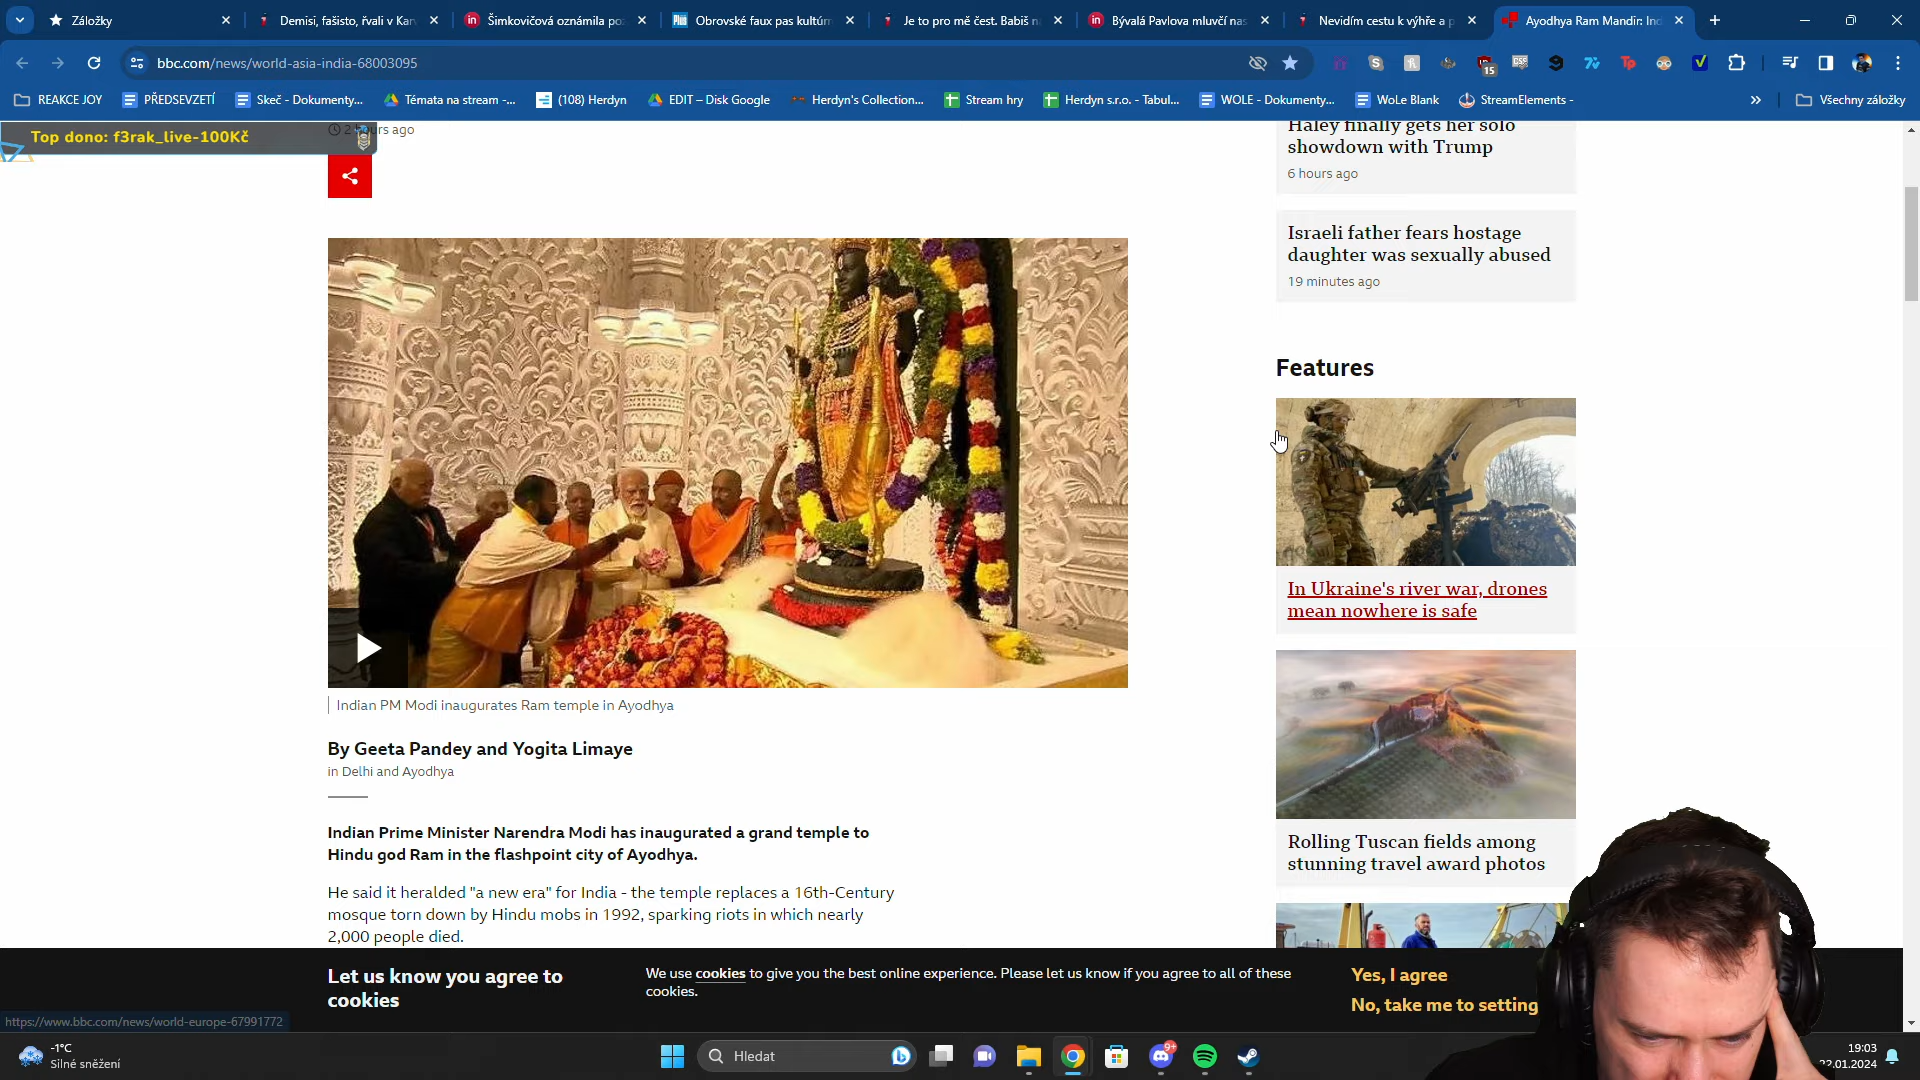 Záložky
Demisi, fašisto, řvali v Kar
Šimkovičová oznámila po
Obrovské faux pas kultúrn
Je to pro mě čest. Babiš n
Bývalá Pavlova mluvčí nas
Nevidím cestu k výhře a p
Ayodhya Ram Mandir: Ind
bbc.com/news/world-asia-india-68003095
15
REAKCE JOY
PŘEDSEVZETÍ
Skeč - Dokumenty...
Témata na stream -...
(108) Herdyn
EDIT – Disk Google
Herdyn's Collection...
Stream hry
Herdyn s.r.o. - Tabul...
WOLE - Dokumenty...
WoLe Blank
StreamElements -
Všechny záložky
Top dono: f3rak_live-100Kč
2 hours ago
Haley finally gets her solo
showdown with Trump
6 hours ago
Israeli father fears hostage
daughter was sexually abused
19 minutes ago
Features
In Ukraine's river war, drones
mean nowhere is safe
Rolling Tuscan fields among
stunning travel award photos
Indian PM Modi inaugurates Ram temple in Ayodhya
By Geeta Pandey and Yogita Limaye
in Delhi and Ayodhya
Indian Prime Minister Narendra Modi has inaugurated a grand temple to
Hindu god Ram in the flashpoint city of Ayodhya.
He said it heralded "a new era" for India - the temple replaces a 16th-Century
mosque torn down by Hindu mobs in 1992, sparking riots in which nearly
2,000 people died.
Let us know you agree to
cookies
We use cookies to give you the best online experience. Please let us know if you agree to all of these
cookies.
Yes, I agree
No, take me to setting
https://www.bbc.com/news/world-europe-67991772
-1°C
Silné sněžení
Hledat
9+
19:03
22.01.2024